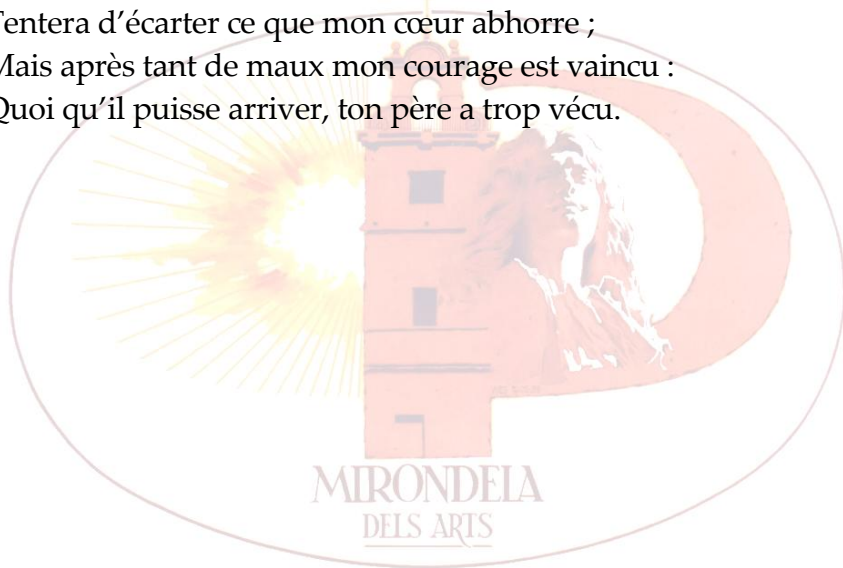 Tentera d’écarter ce que mon cœur abhorre ;
Mais après tant de maux mon courage est vaincu :
Quoi qu’il puisse arriver, ton père a trop vécu.
MIRONDELA
DELS ARTS